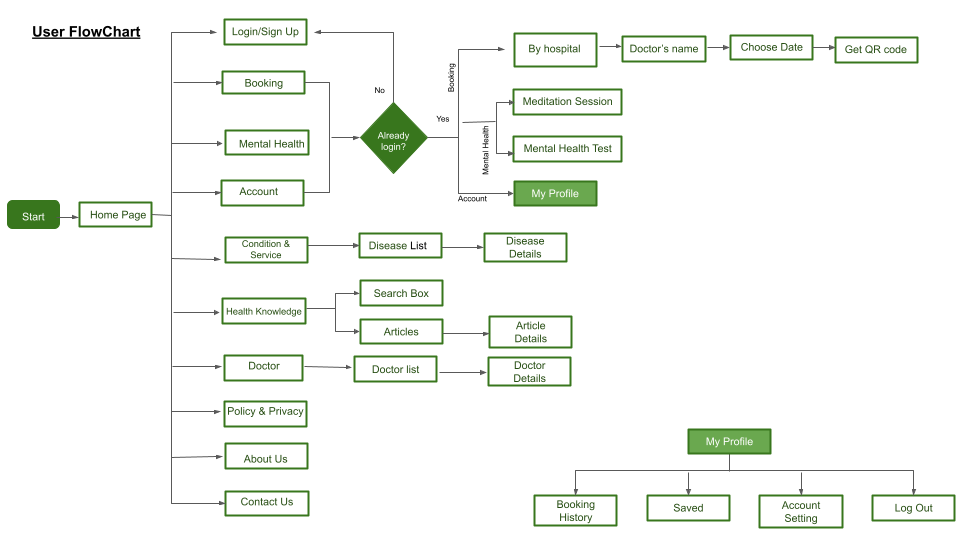 User FlowChart
Login/Sign Up
By hospital
Doctor's name
Choose Date
Get QR code
Booking
Booking
No
Meditation Session
Yes
Already
login?
Mental Health
Mental Health
Mental Health Test
Account
Account
My Profile
Start
Home Page
Condition &
Service
Disease List
Disease
Details
Search Box
Health Knowledge
Articles
Article
Details
Doctor
Doctor list
Doctor
Details
Policy & Privacy
My Profile
About Us
Contact Us
Booking
History
Saved
Account
Setting
Log Out